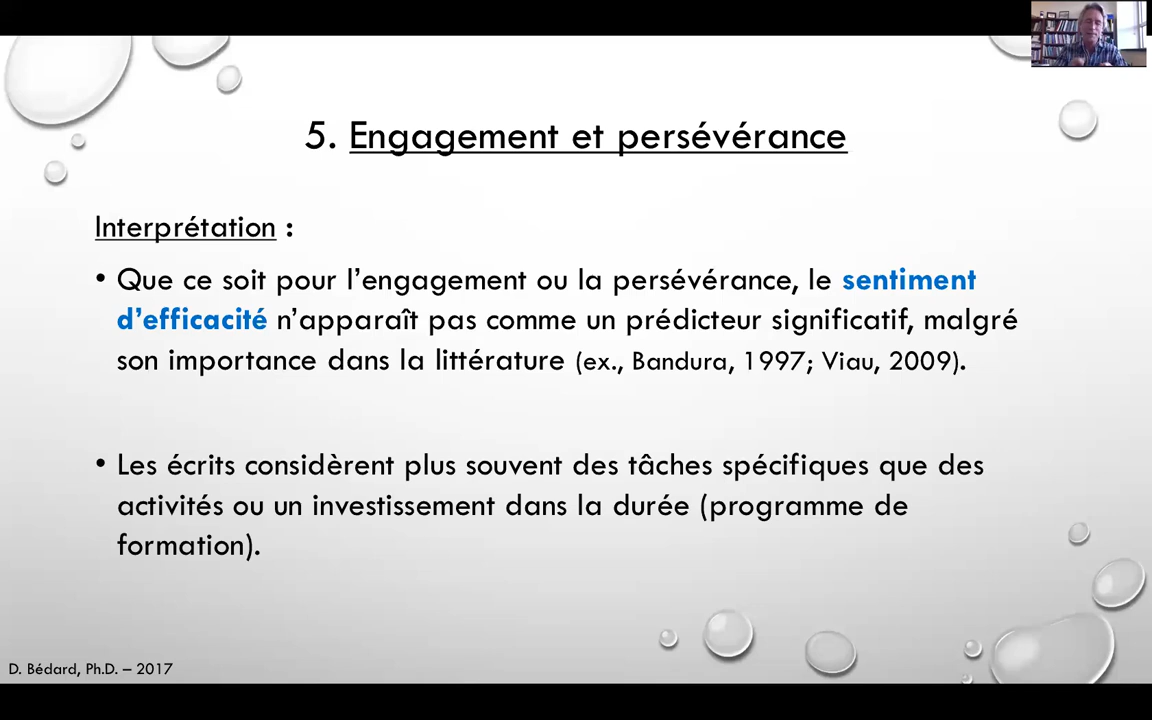 5. Engagement et persévérance
Interprétation :
• Que ce soit pour l’engagement ou la persévérance, le sentiment
d’efficacité n’apparaît pas comme un prédicteur significatif, malgré
son importance dans la littérature (ex., Bandura, 1997; Viau, 2009).
• Les écrits considèrent plus souvent des tâches spécifiques que des
activités ou un investissement dans la durée (programme de
formation).
D. Bédard, Ph.D. – 2017